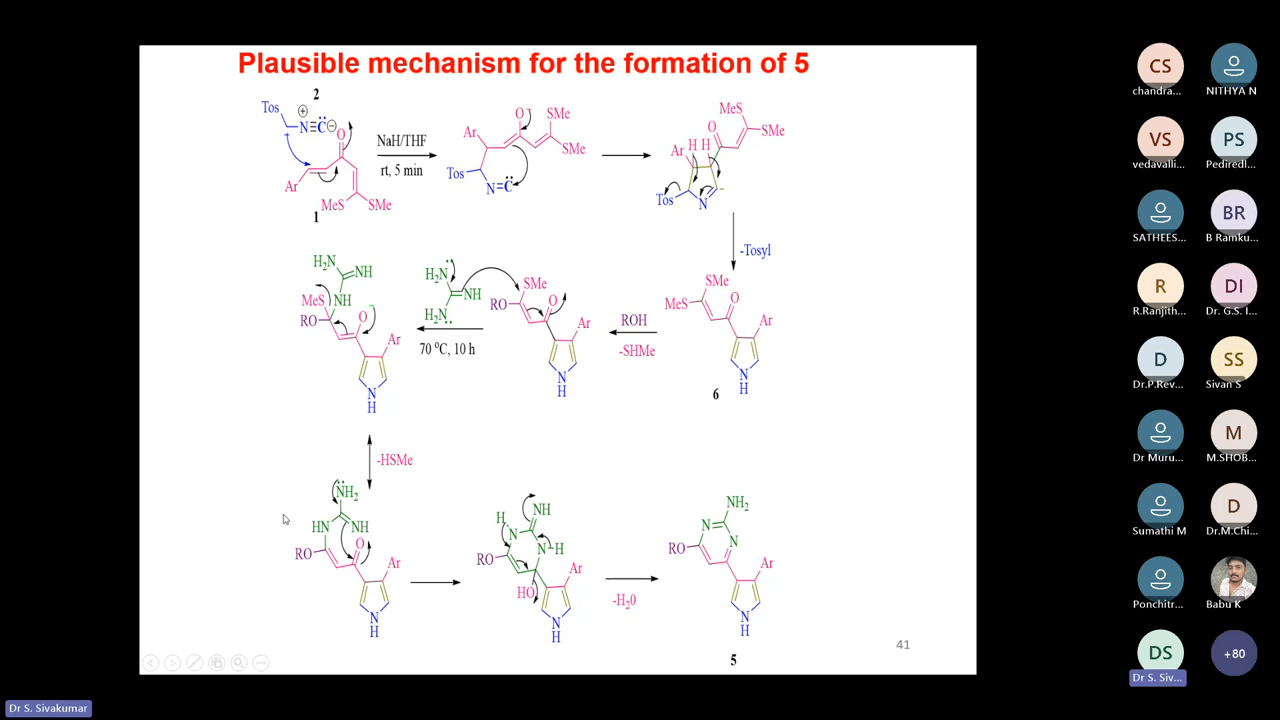 Plausible mechanism for the formation of 5
2
Tos
N≡C
O
Ar
MeS
SMe
1
NaH/THF
rt, 5 min
O
SMe
Ar
SMe
Tos
N=C
MeS
O
SMe
Ar
H H
Tos
N
-Tosyl
H2N
NH
MeS
NH
RO
O
Ar
N
H
H2N
NH
H2N
70 °C, 10 h
SMe
RO
O
Ar
N
H
ROH
-SHMe
SMe
MeS
O
Ar
N
H
6
-HSMe
NH2
HN
NH
RO
O
Ar
N
H
H
NH
N
N-H
RO
HO
Ar
N
H
-H20
NH2
N
N
RO
Ar
N
H
5
41
CS
chandra...
NITHYA N
VS
vedavalli...
PS
Pediredl...
SATHEES...
BR
B Ramku...
R
R.Ranjith...
DI
Dr. G.S. I...
D
Dr.P.Rev...
SS
Sivan S
Dr Muru...
M
M.SHOB...
Sumathi M
D
Dr.M.Chi...
Ponchitr...
Babu K
DS
Dr S. Siv...
+80
Dr S. Sivakumar